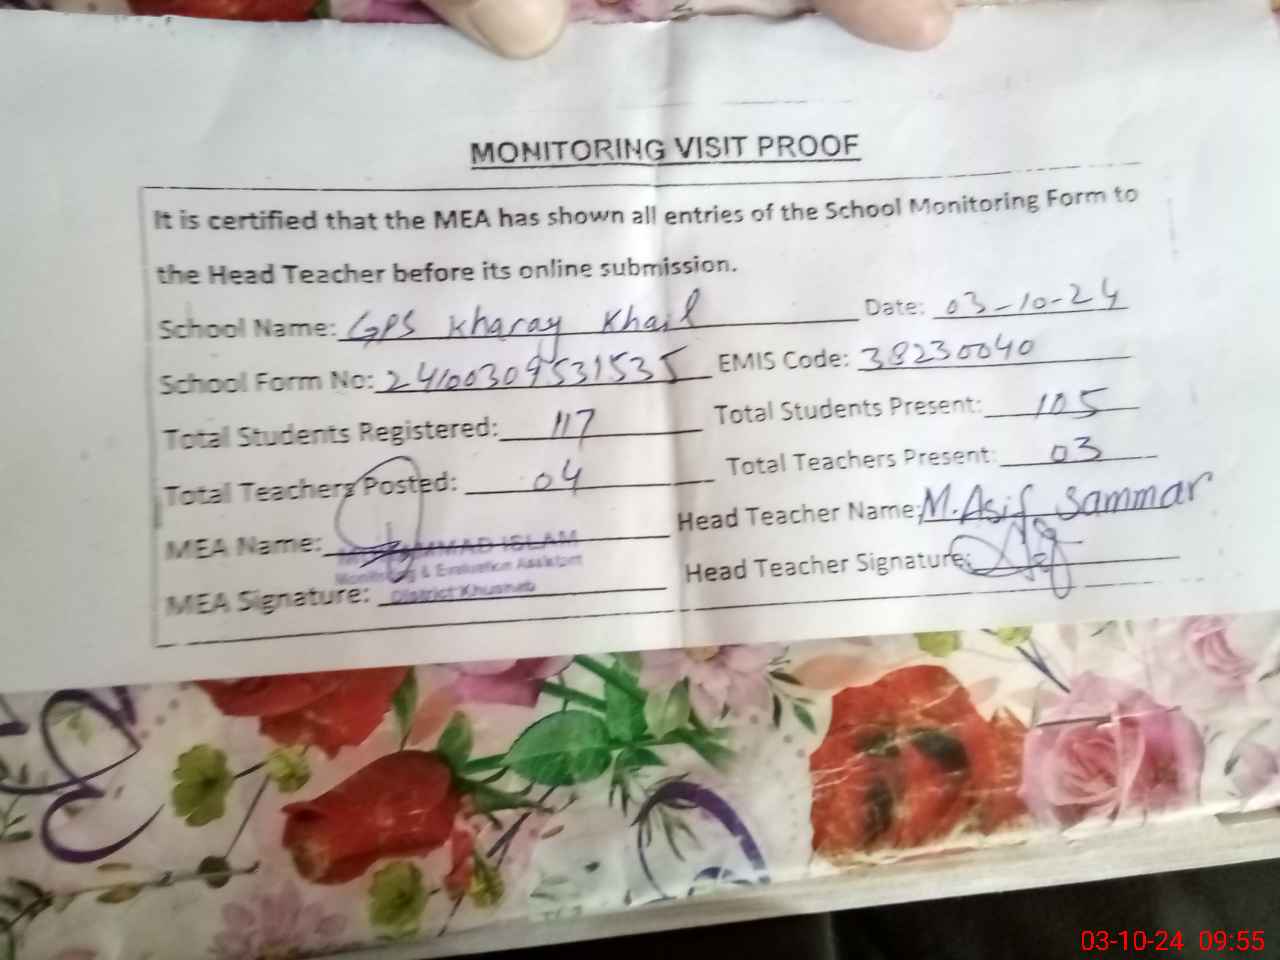 MONITORING VISIT PROOF
It is certified that the MEA has shown all entries of the School Monitoring Form to
the Head Teacher before its online submission.
School Name: GPS Kharay Khail Date: 03-10-24
School Form No: 24100309531535 EMIS Code: 38230040
Total Students Registered: 117 Total Students Present: 105
Total Teachers Posted: 04 Total Teachers Present: 03
MEA Name: MUHAMMAD ISLAM Head Teacher Name: M.Asif Sammar
Monitoring & Evaluation Assistant
MEA Signature: District Khushab Head Teacher Signature:
03-10-24 09:55